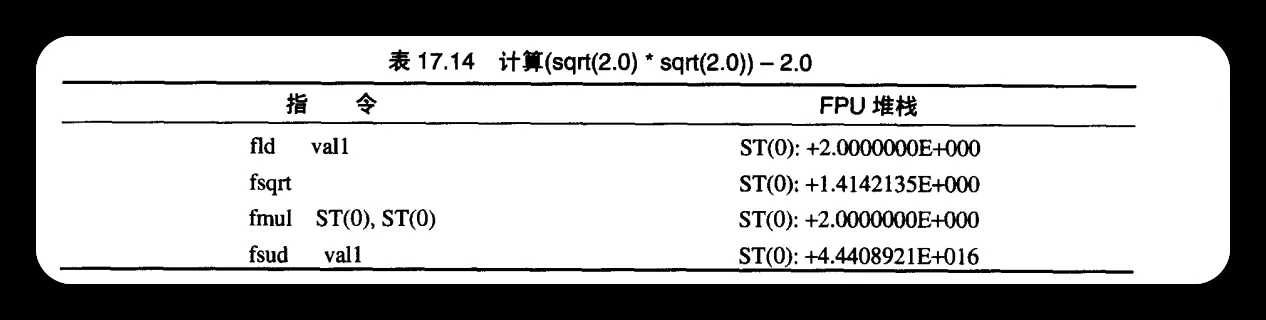 表 17.14 计算(sqrt(2.0) * sqrt(2.0)) – 2.0
指 令 FPU 堆栈
fld val1 ST(0): +2.0000000E+000
fsqrt ST(0): +1.4142135E+000
fmul ST(0), ST(0) ST(0): +2.0000000E+000
fsud val1 ST(0): +4.4408921E+016